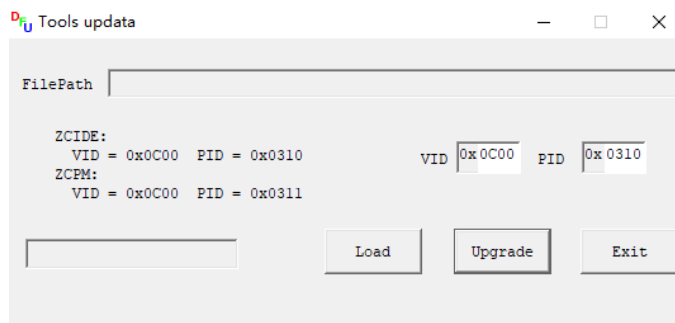 DFU Tools updata
FilePath
ZCIDE:
VID = 0x0C00 PID = 0x0310
ZCPM:
VID = 0x0C00 PID = 0x0311
VID 0x 0C00 PID 0x 0310
Load Upgrade Exit